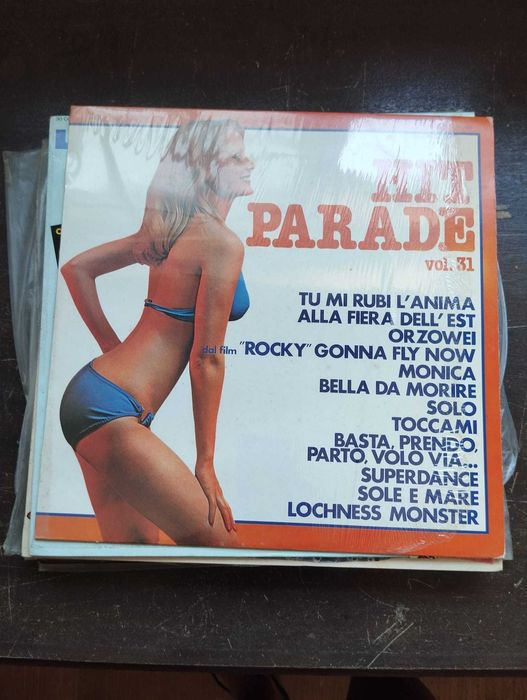 HIT
PARADE
vol. 31
TU MI RUBI L'ANIMA
ALLA FIERA DELL'EST
ORZOWEI
dal film "ROCKY" GONNA FLY NOW
MONICA
BELLA DA MORIRE
SOLO
TOCCAMI
BASTA, PRENDO,
PARTO, VOLO VIA...
SUPERDANCE
SOLE E MARE
LOCHNESS MONSTER